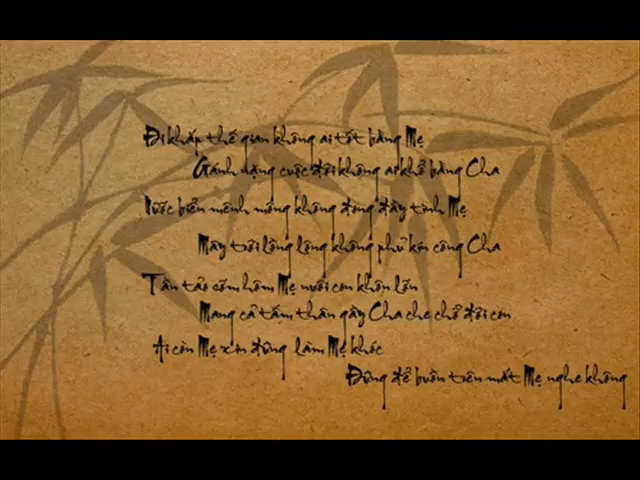 Đi khắp thế gian không ai tốt bằng Mẹ
Gánh nặng cuộc đời không ai khổ bằng Cha
Nước biển mênh mông không đong đầy tình Mẹ
Mây trời lồng lộng không phủ kín công Cha
Tần tảo sớm hôm Mẹ nuôi con khôn lớn
Mang cả tấm thân gầy Cha che chở đời con
Ai còn Mẹ xin đừng làm Mẹ khóc
Đừng để buồn trên mắt Mẹ nghe không